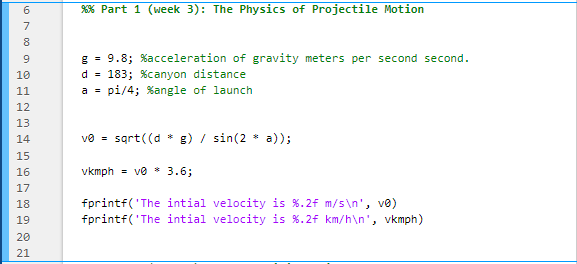 6 %% Part 1 (week 3): The Physics of Projectile Motion
7
8
9 g = 9.8; %acceleration of gravity meters per second second.
10 d = 183; %canyon distance
11 a = pi/4; %angle of launch
12
13
14 v0 = sqrt((d * g) / sin(2 * a));
15
16 vkmph = v0 * 3.6;
17
18 fprintf('The intial velocity is %.2f m/s\n', v0)
19 fprintf('The intial velocity is %.2f km/h\n', vkmph)
20
21